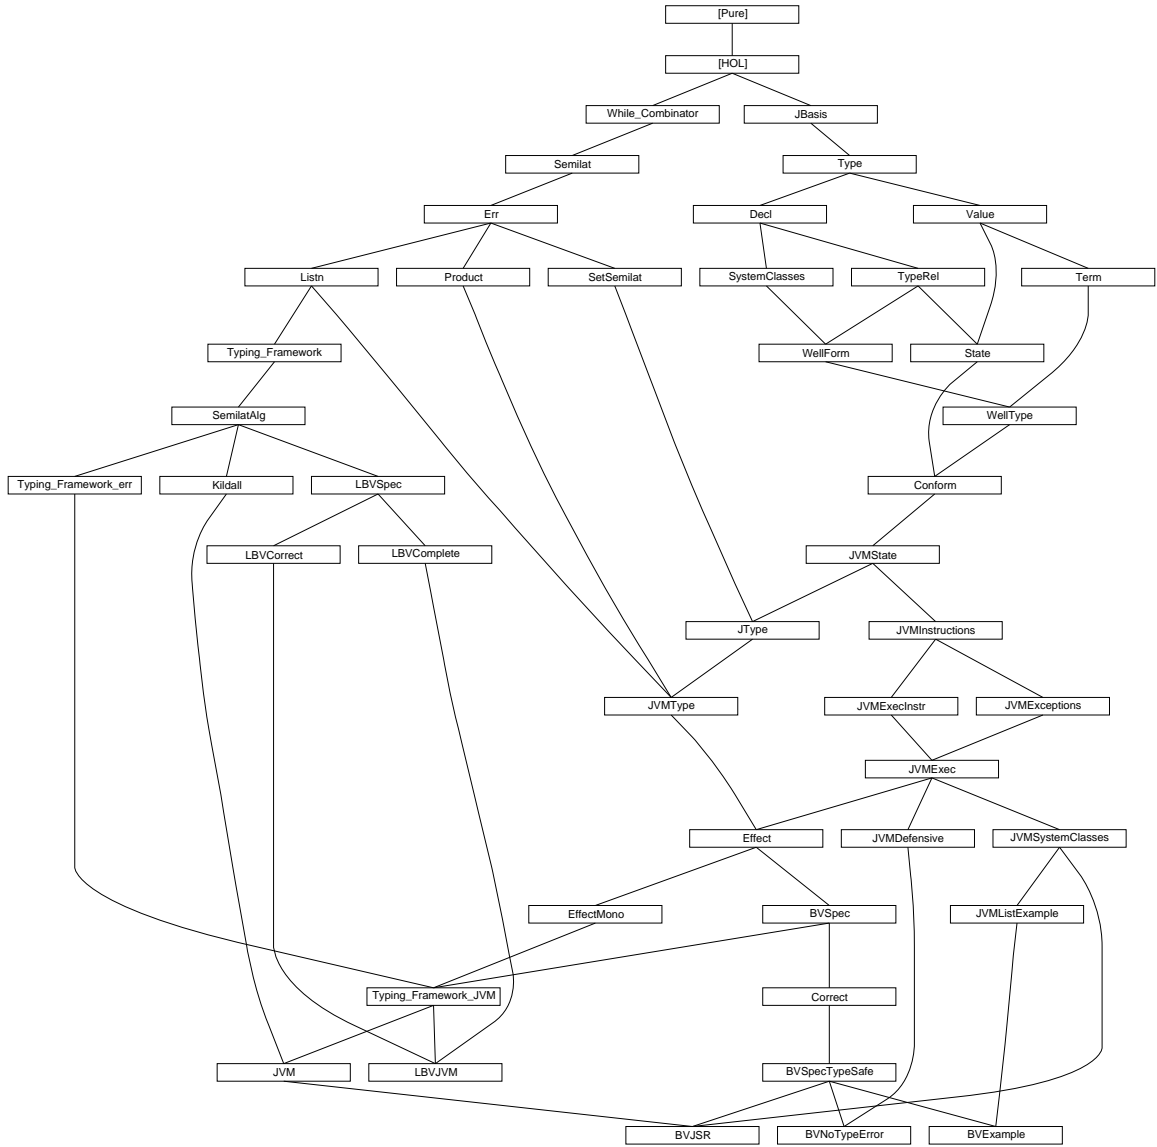 [Pure]
[HOL]
While_Combinator
JBasis
Semilat
Type
Err
Decl
Value
Listn
Product
SetSemilat
SystemClasses
TypeRel
Term
Typing_Framework
WellForm
State
SemilatAlg
WellType
Typing_Framework_err
Kildall
LBVSpec
Conform
LBVCorrect
LBVComplete
JVMState
JType
JVMInstructions
JVMType
JVMExecInstr
JVMExceptions
JVMExec
Effect
JVMDefensive
JVMSystemClasses
EffectMono
BVSpec
JVMListExample
Typing_Framework_JVM
Correct
JVM
LBVJVM
BVSpecTypeSafe
BVJSR
BVNoTypeError
BVExample